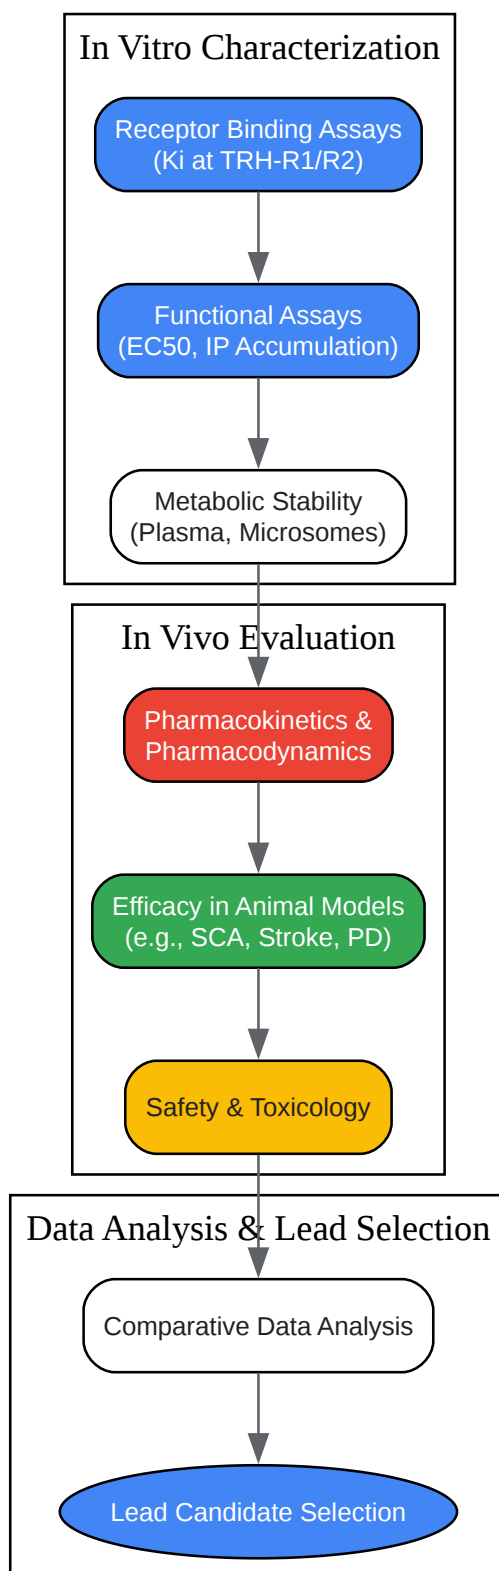 In Vitro Characterization
Receptor Binding Assays
(Ki at TRH-R1/R2)
Functional Assays
(EC50, IP Accumulation)
Metabolic Stability
(Plasma, Microsomes)
In Vivo Evaluation
Pharmacokinetics &
Pharmacodynamics
Efficacy in Animal Models
(e.g., SCA, Stroke, PD)
Safety & Toxicology
Data Analysis & Lead Selection
Comparative Data Analysis
Lead Candidate Selection